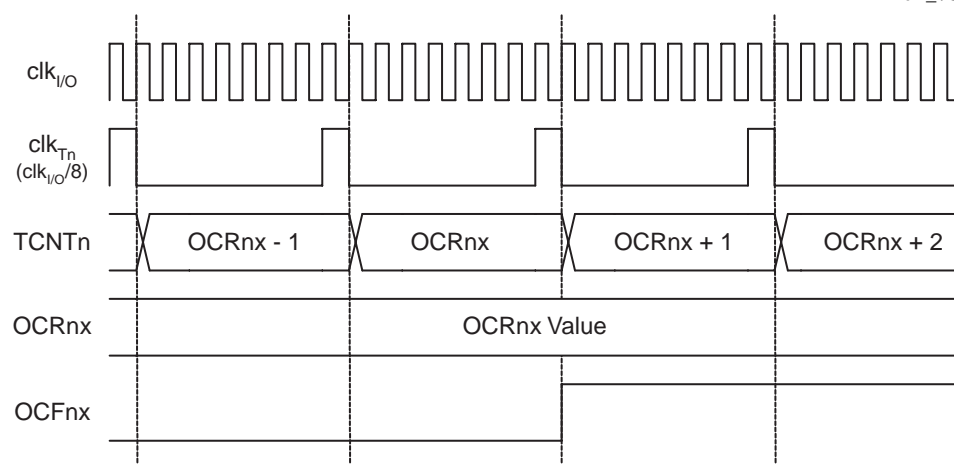 clkI/O
clkTn
(clkI/O/8)
TCNTn OCRnx - 1 OCRnx OCRnx + 1 OCRnx + 2
OCRnx OCRnx Value
OCFnx